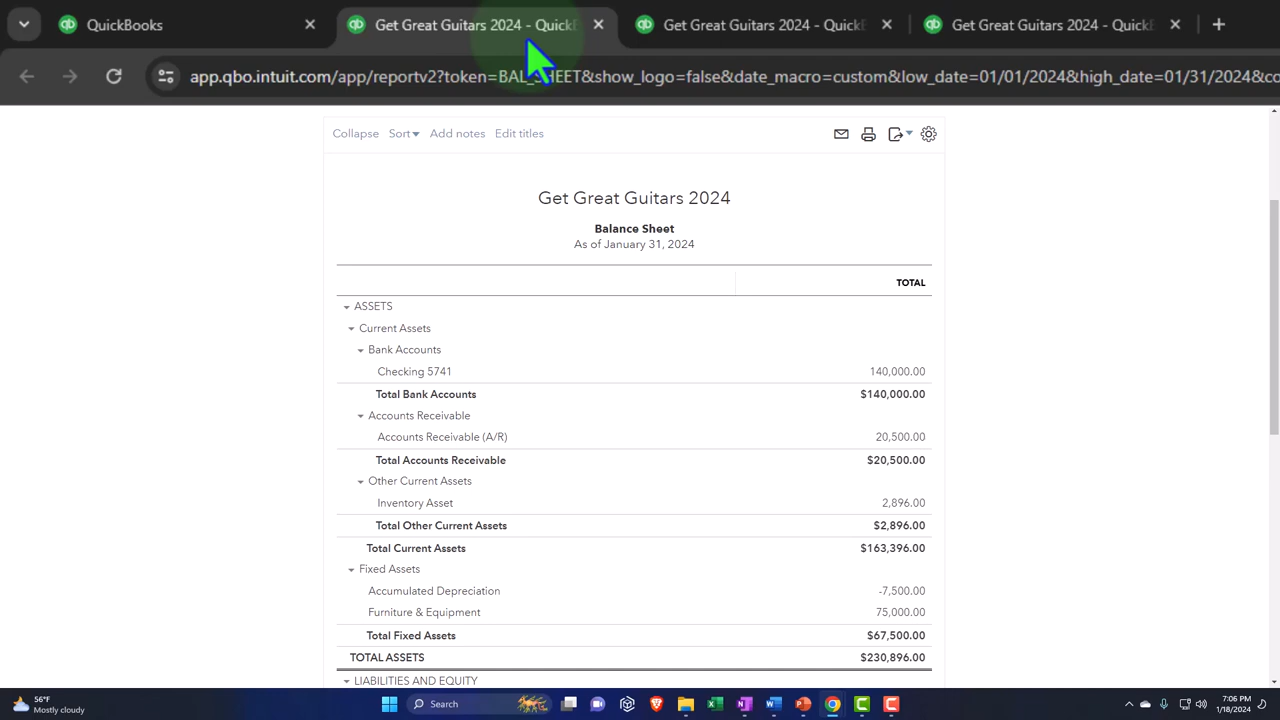 QuickBooks
Get Great Guitars 2024 - QuickB
Get Great Guitars 2024 - QuickB
Get Great Guitars 2024 - QuickB
app.qbo.intuit.com/app/reportv2?token=BAL_SHEET&show_logo=false&date_macro=custom&low_date=01/01/2024&high_date=01/31/2024&co
Collapse Sort Add notes Edit titles
Get Great Guitars 2024
Balance Sheet
As of January 31, 2024
TOTAL
ASSETS
Current Assets
Bank Accounts
Checking 5741 140,000.00
Total Bank Accounts $140,000.00
Accounts Receivable
Accounts Receivable (A/R) 20,500.00
Total Accounts Receivable $20,500.00
Other Current Assets
Inventory Asset 2,896.00
Total Other Current Assets $2,896.00
Total Current Assets $163,396.00
Fixed Assets
Accumulated Depreciation -7,500.00
Furniture & Equipment 75,000.00
Total Fixed Assets $67,500.00
TOTAL ASSETS $230,896.00
LIABILITIES AND EQUITY
56°F
Mostly cloudy
Search
7:06 PM
1/18/2024